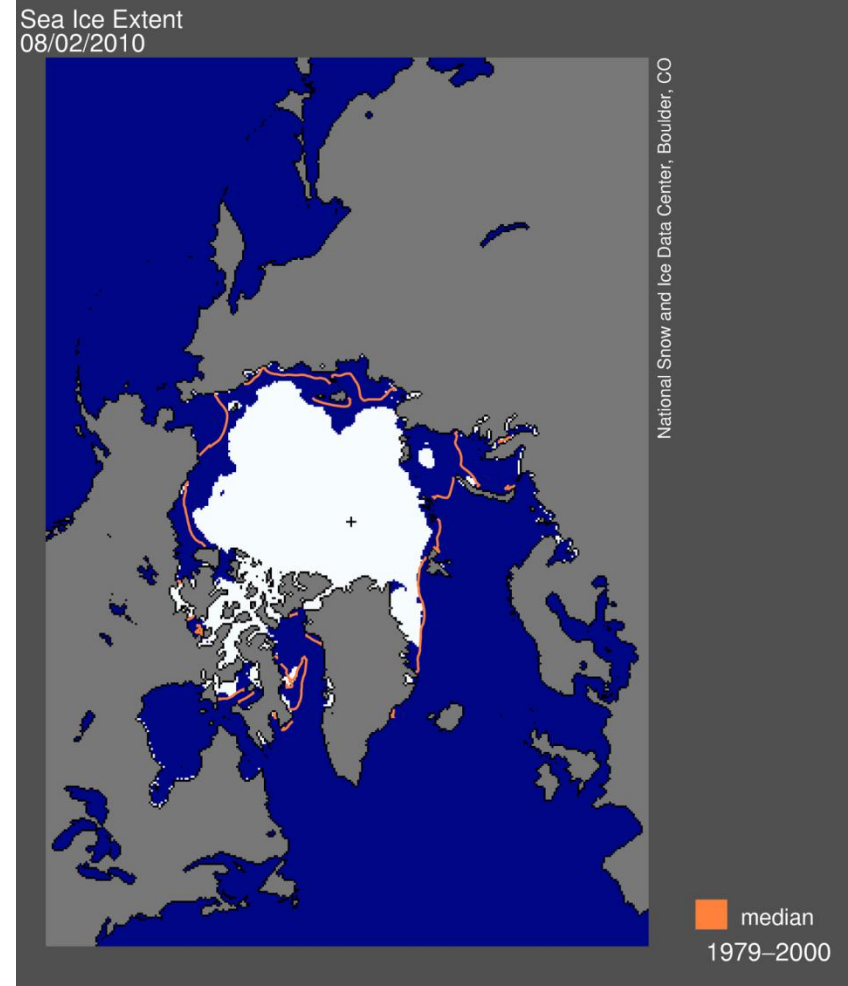 Sea Ice Extent
08/02/2010
National Snow and Ice Data Center, Boulder, CO
median
1979–2000